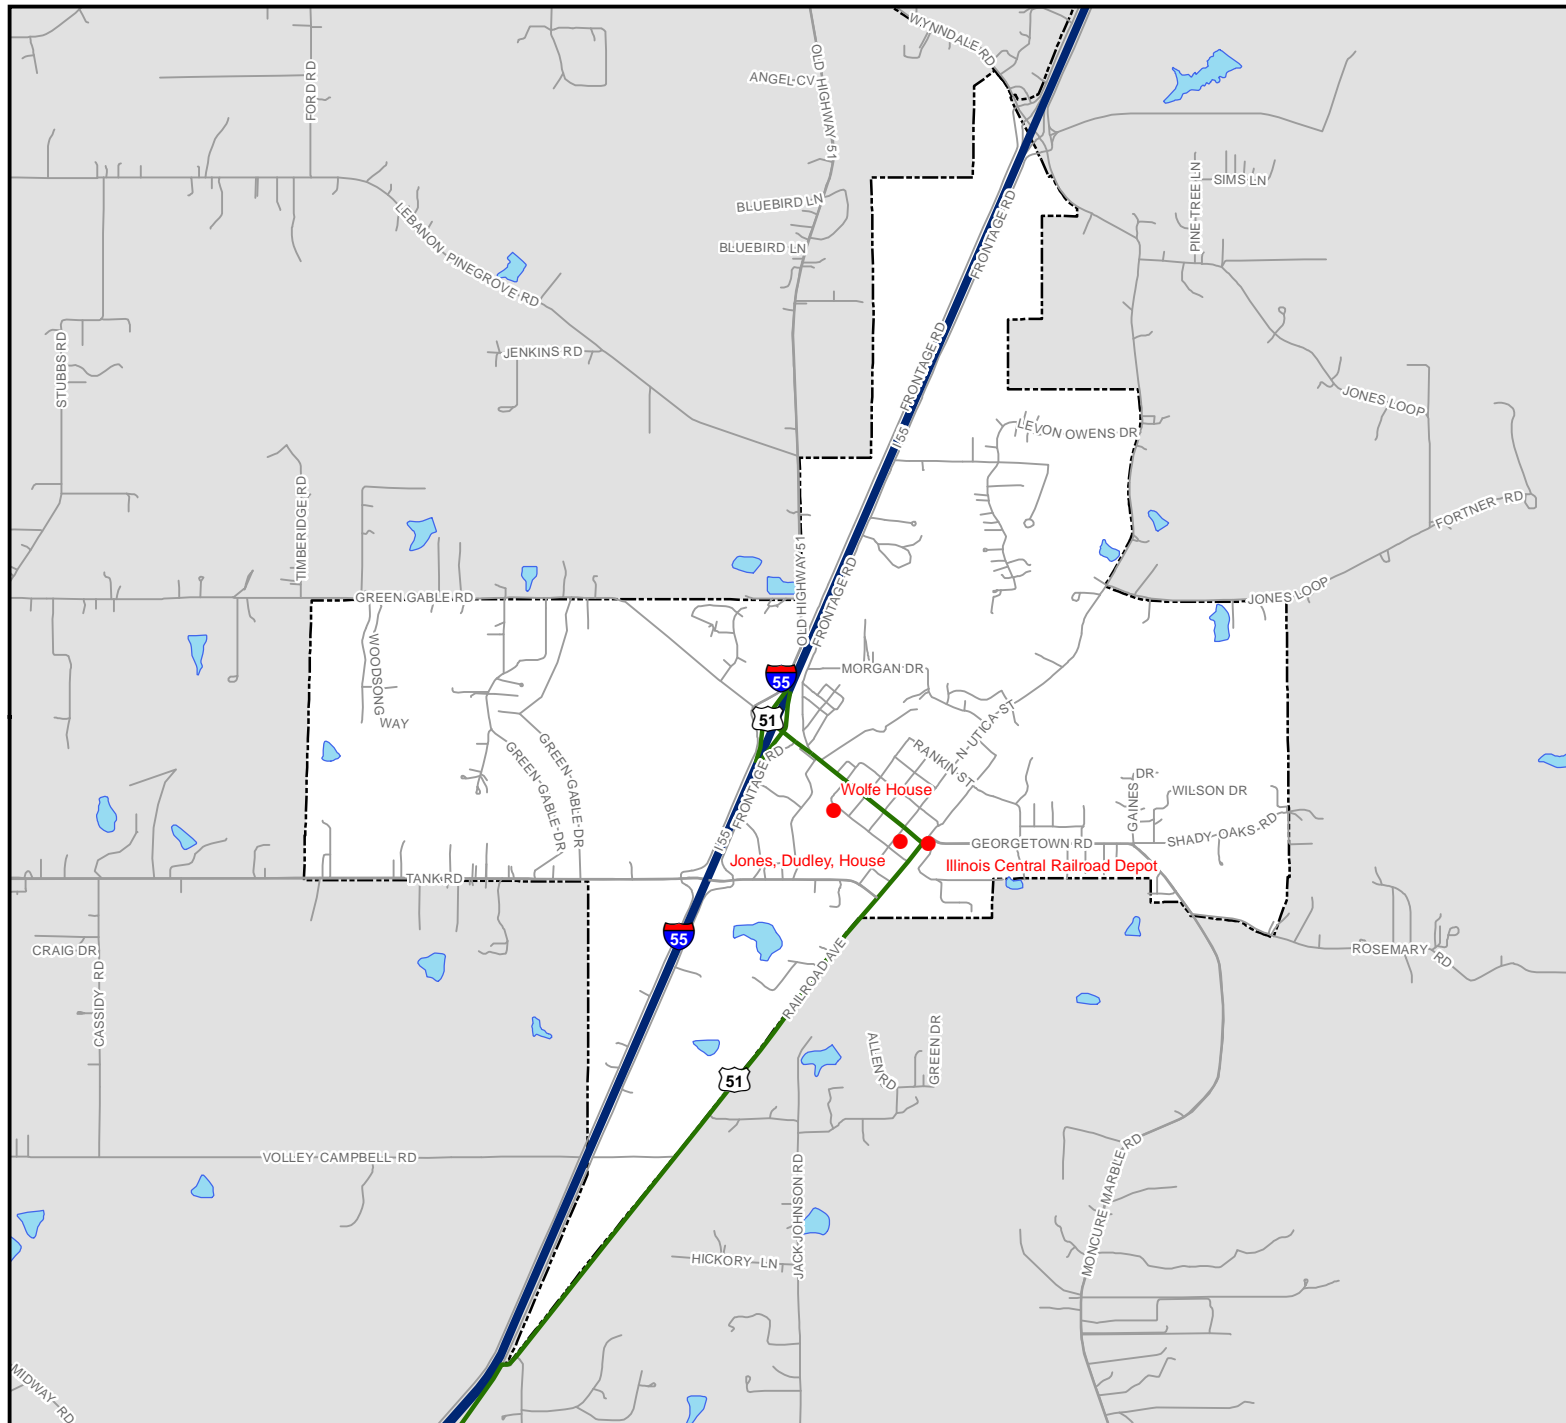 WYNNDALE RD
ANGEL CV
OLD HIGHWAY 51
FORD RD
PINE TREE LN
SIMS LN
BLUEBIRD LN
BLUEBIRD LN
LEBANON-PINEGROVE RD
FRONTAGE RD
STUBBS RD
JENKINS RD
FRONTAGE RD
JONES LOOP
I 55
LEVON OWENS DR
TIMBERIDGE RD
FORTNER RD
OLD HIGHWAY 51
FRONTAGE RD
GREEN GABLE RD
JONES LOOP
WOODSONG
WAY
55
MORGAN DR
51
N UTICA ST
RANKIN ST
GREEN-GABLE-DR
GREEN-GABLE-DR
FRONTAGE RD
I 55
Wolfe House
GAINES
DR
WILSON DR
SHADY OAKS RD
GEORGETOWN RD
Jones, Dudley, House
Illinois Central Railroad Depot
TANK RD
55
CRAIG DR
CASSIDY RD
ROSEMARY RD
RAILROAD AVE
ALLEN RD
GREEN DR
51
VOLLEY CAMPBELL RD
JACK JOHNSON RD
MONCURE-MARBLE RD
HICKORY LN
MIDWAY RD